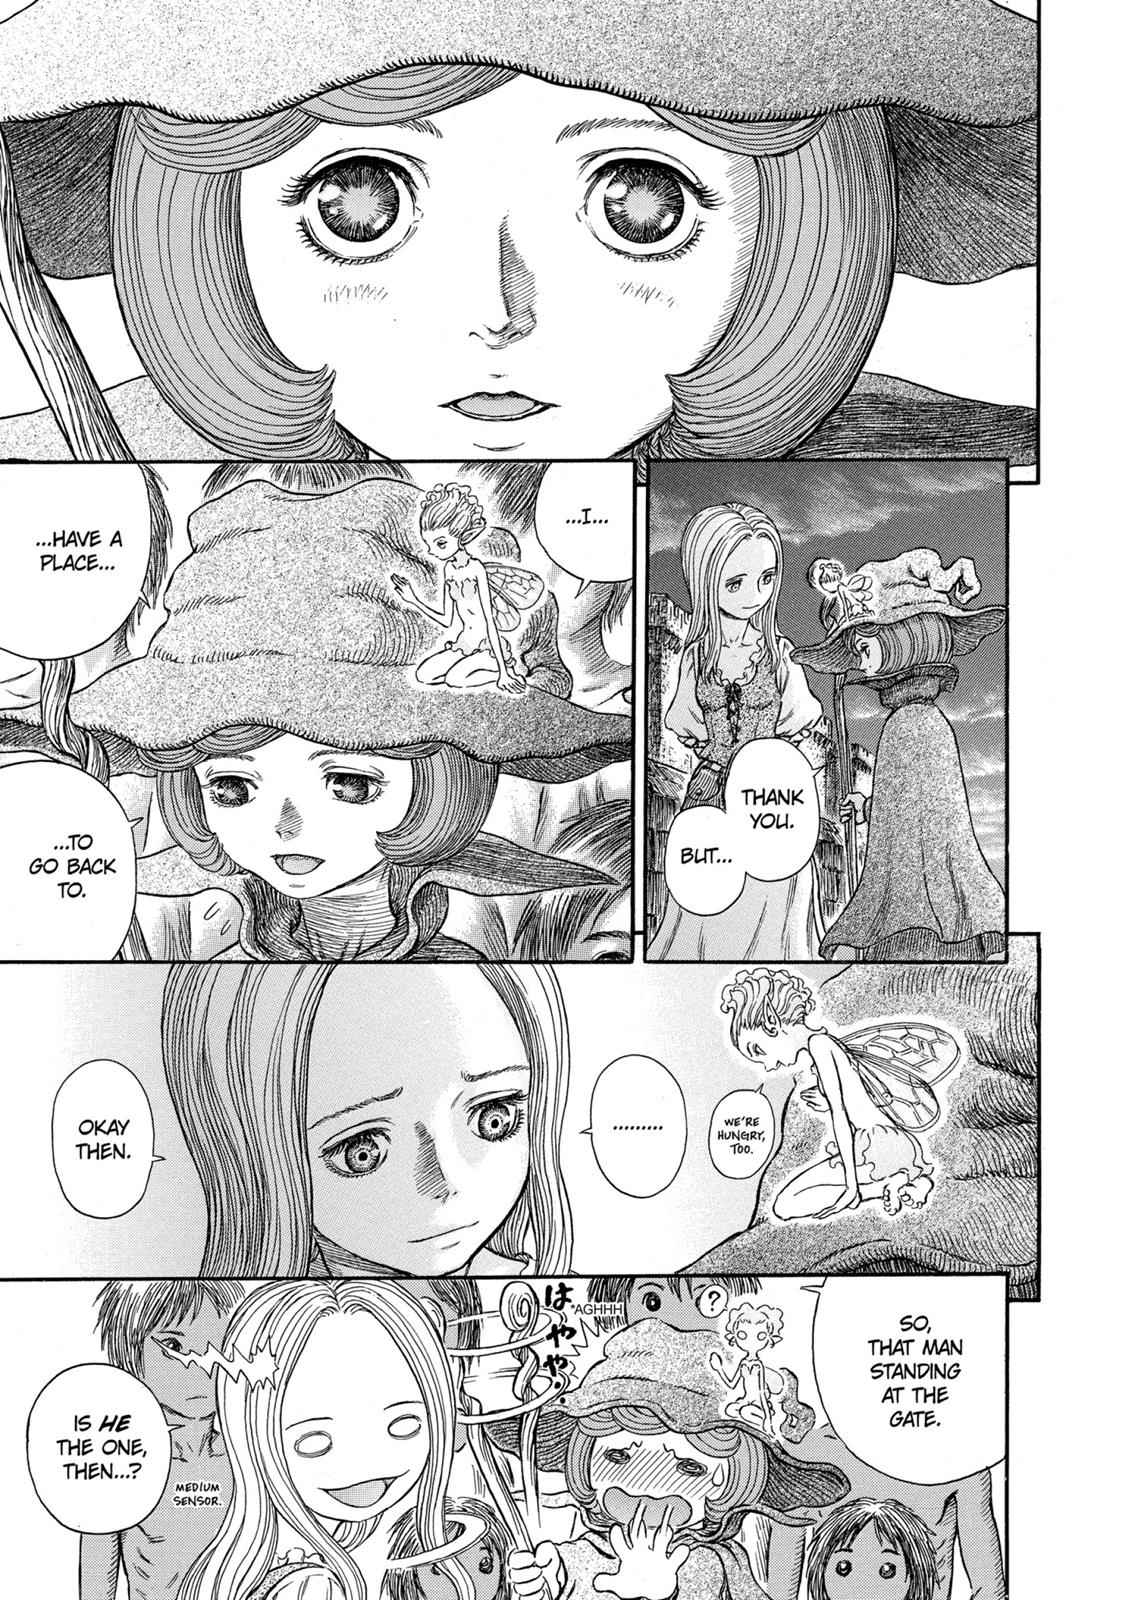 THANK
YOU.
BUT...
...I...
...HAVE A
PLACE...
...TO
GO BACK
TO.
WE'RE
HUNGRY,
TOO.
.........
OKAY
THEN.
SO,
THAT MAN
STANDING
AT THE
GATE.
?
AGHHH
はやや・・
IS HE
THE ONE,
THEN...?
MEDIUM
SENSOR.